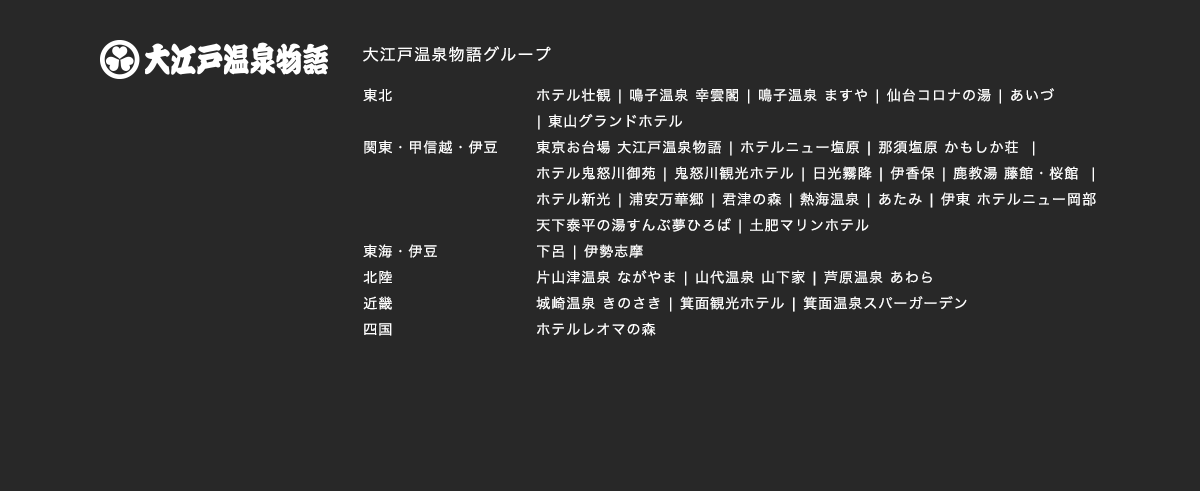 大江戸温泉物語
大江戸温泉物語グループ
東北 ホテル壮観 | 鳴子温泉 幸雲閣 | 鳴子温泉 ますや | 仙台コロナの湯 | あいづ
| 東山グランドホテル
関東・甲信越・伊豆 東京お台場 大江戸温泉物語 | ホテルニュー塩原 | 那須塩原 かもしか荘 |
ホテル鬼怒川御苑 | 鬼怒川観光ホテル | 日光霧降 | 伊香保 | 鹿教湯 藤館・桜館 |
ホテル新光 | 浦安万華郷 | 君津の森 | 熱海温泉 | あたみ | 伊東 ホテルニュー岡部
天下泰平の湯すんぷ夢ひろば | 土肥マリンホテル
東海・伊豆 下呂 | 伊勢志摩
北陸 片山津温泉 ながやま | 山代温泉 山下家 | 芦原温泉 あわら
近畿 城崎温泉 きのさき | 箕面観光ホテル | 箕面温泉スパーガーデン
四国 ホテルレオマの森